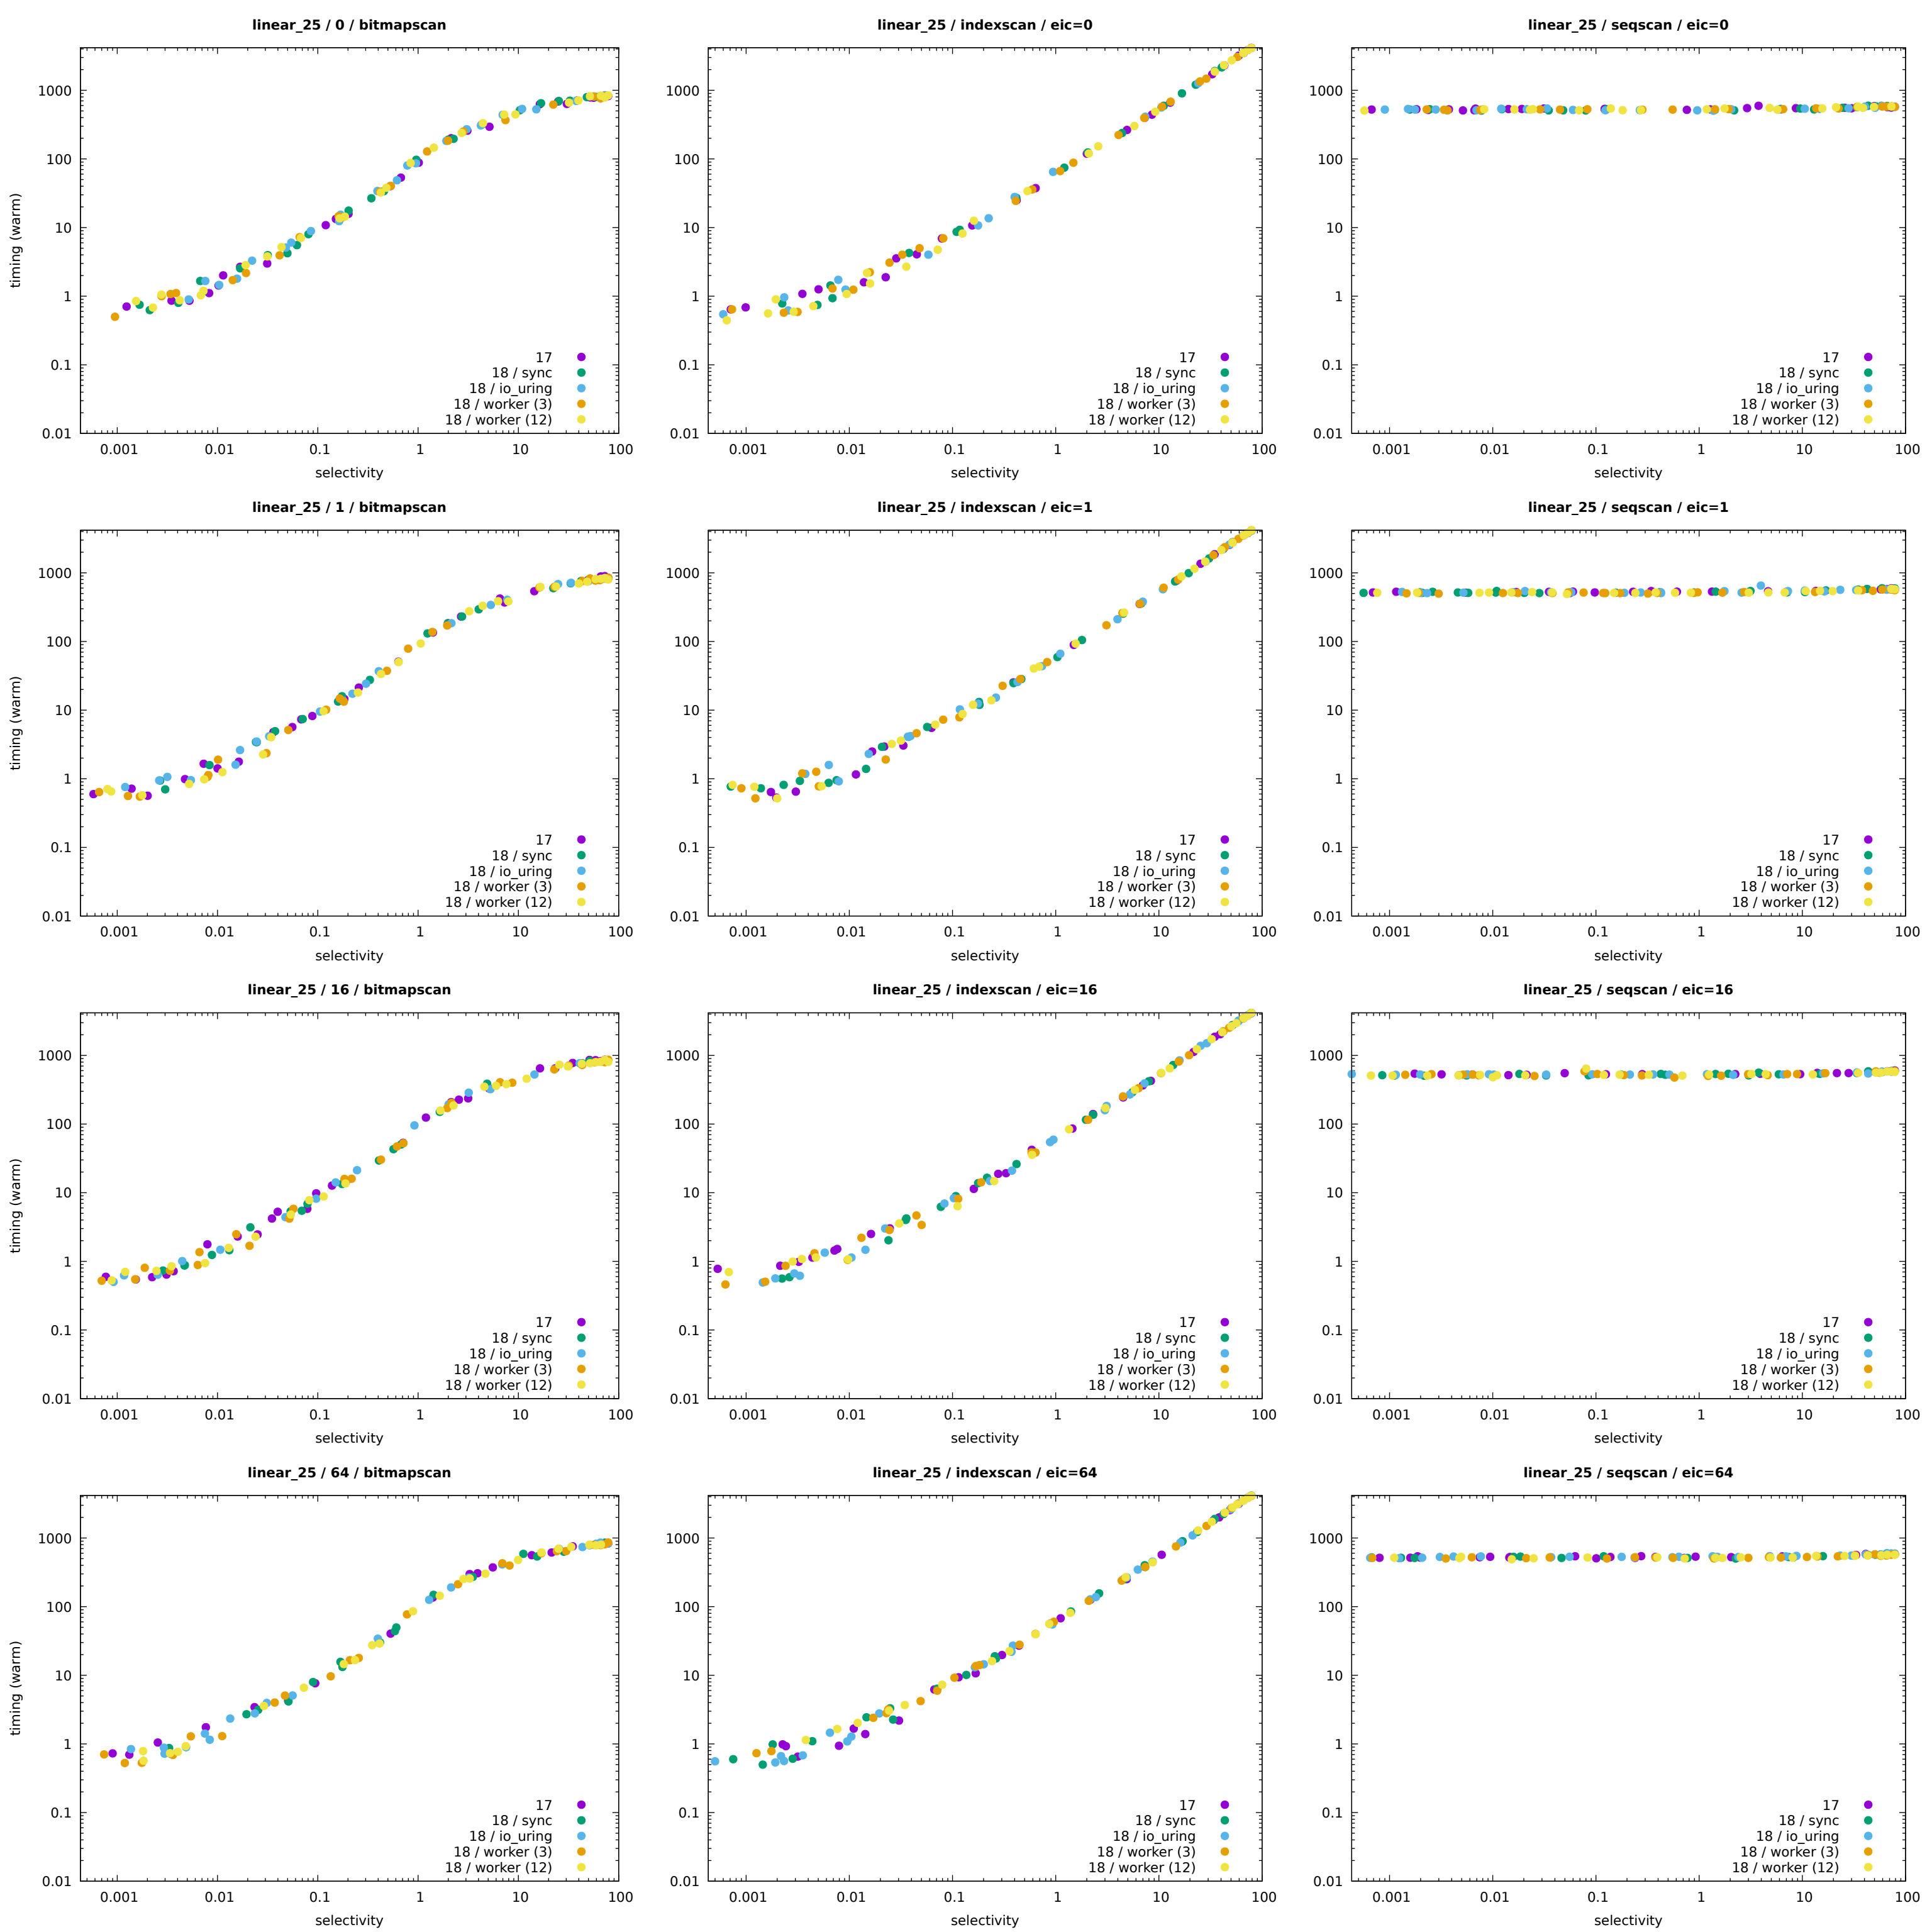 linear_25 / 0 / bitmapscan
timing (warm)
1000
100
10
1
0.1
0.01
17
18 / sync
18 / io_uring
18 / worker (3)
18 / worker (12)
0.001 0.01 0.1 1 10 100
selectivity
linear_25 / indexscan / eic=0
1000
100
10
1
0.1
0.01
17
18 / sync
18 / io_uring
18 / worker (3)
18 / worker (12)
0.001 0.01 0.1 1 10 100
selectivity
linear_25 / seqscan / eic=0
1000
100
10
1
0.1
0.01
17
18 / sync
18 / io_uring
18 / worker (3)
18 / worker (12)
0.001 0.01 0.1 1 10 100
selectivity
linear_25 / 1 / bitmapscan
timing (warm)
1000
100
10
1
0.1
0.01
17
18 / sync
18 / io_uring
18 / worker (3)
18 / worker (12)
0.001 0.01 0.1 1 10 100
selectivity
linear_25 / indexscan / eic=1
1000
100
10
1
0.1
0.01
17
18 / sync
18 / io_uring
18 / worker (3)
18 / worker (12)
0.001 0.01 0.1 1 10 100
selectivity
linear_25 / seqscan / eic=1
1000
100
10
1
0.1
0.01
17
18 / sync
18 / io_uring
18 / worker (3)
18 / worker (12)
0.001 0.01 0.1 1 10 100
selectivity
linear_25 / 16 / bitmapscan
timing (warm)
1000
100
10
1
0.1
0.01
17
18 / sync
18 / io_uring
18 / worker (3)
18 / worker (12)
0.001 0.01 0.1 1 10 100
selectivity
linear_25 / indexscan / eic=16
1000
100
10
1
0.1
0.01
17
18 / sync
18 / io_uring
18 / worker (3)
18 / worker (12)
0.001 0.01 0.1 1 10 100
selectivity
linear_25 / seqscan / eic=16
1000
100
10
1
0.1
0.01
17
18 / sync
18 / io_uring
18 / worker (3)
18 / worker (12)
0.001 0.01 0.1 1 10 100
selectivity
linear_25 / 64 / bitmapscan
timing (warm)
1000
100
10
1
0.1
0.01
17
18 / sync
18 / io_uring
18 / worker (3)
18 / worker (12)
0.001 0.01 0.1 1 10 100
selectivity
linear_25 / indexscan / eic=64
1000
100
10
1
0.1
0.01
17
18 / sync
18 / io_uring
18 / worker (3)
18 / worker (12)
0.001 0.01 0.1 1 10 100
selectivity
linear_25 / seqscan / eic=64
1000
100
10
1
0.1
0.01
17
18 / sync
18 / io_uring
18 / worker (3)
18 / worker (12)
0.001 0.01 0.1 1 10 100
selectivity